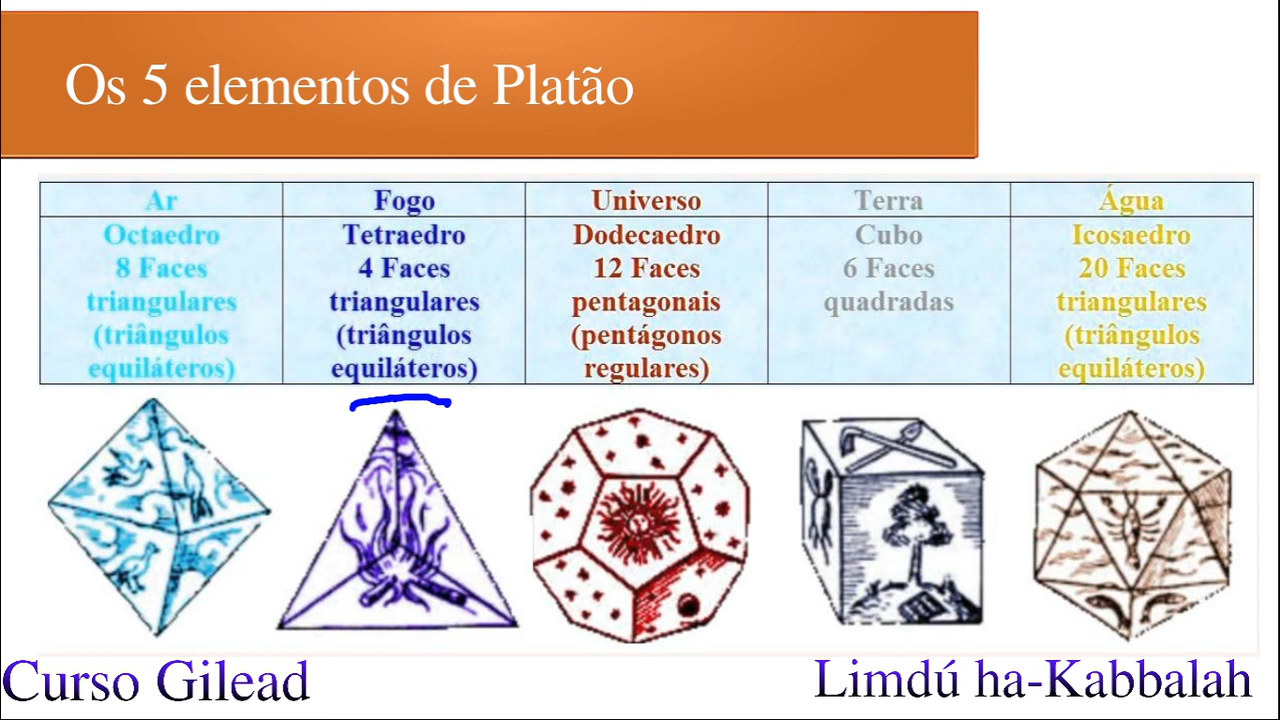 Os 5 elementos de Platão
Ar
Fogo
Universo
Terra
Água
Octaedro
8 Faces
triangulares
(triângulos
equiláteros)
Tetraedro
4 Faces
triangulares
(triângulos
equiláteros)
Dodecaedro
12 Faces
pentagonais
(pentágonos
regulares)
Cubo
6 Faces
quadradas
Icosaedro
20 Faces
triangulares
(triângulos
equiláteros)
Curso Gilead
Limdú ha-Kabbalah